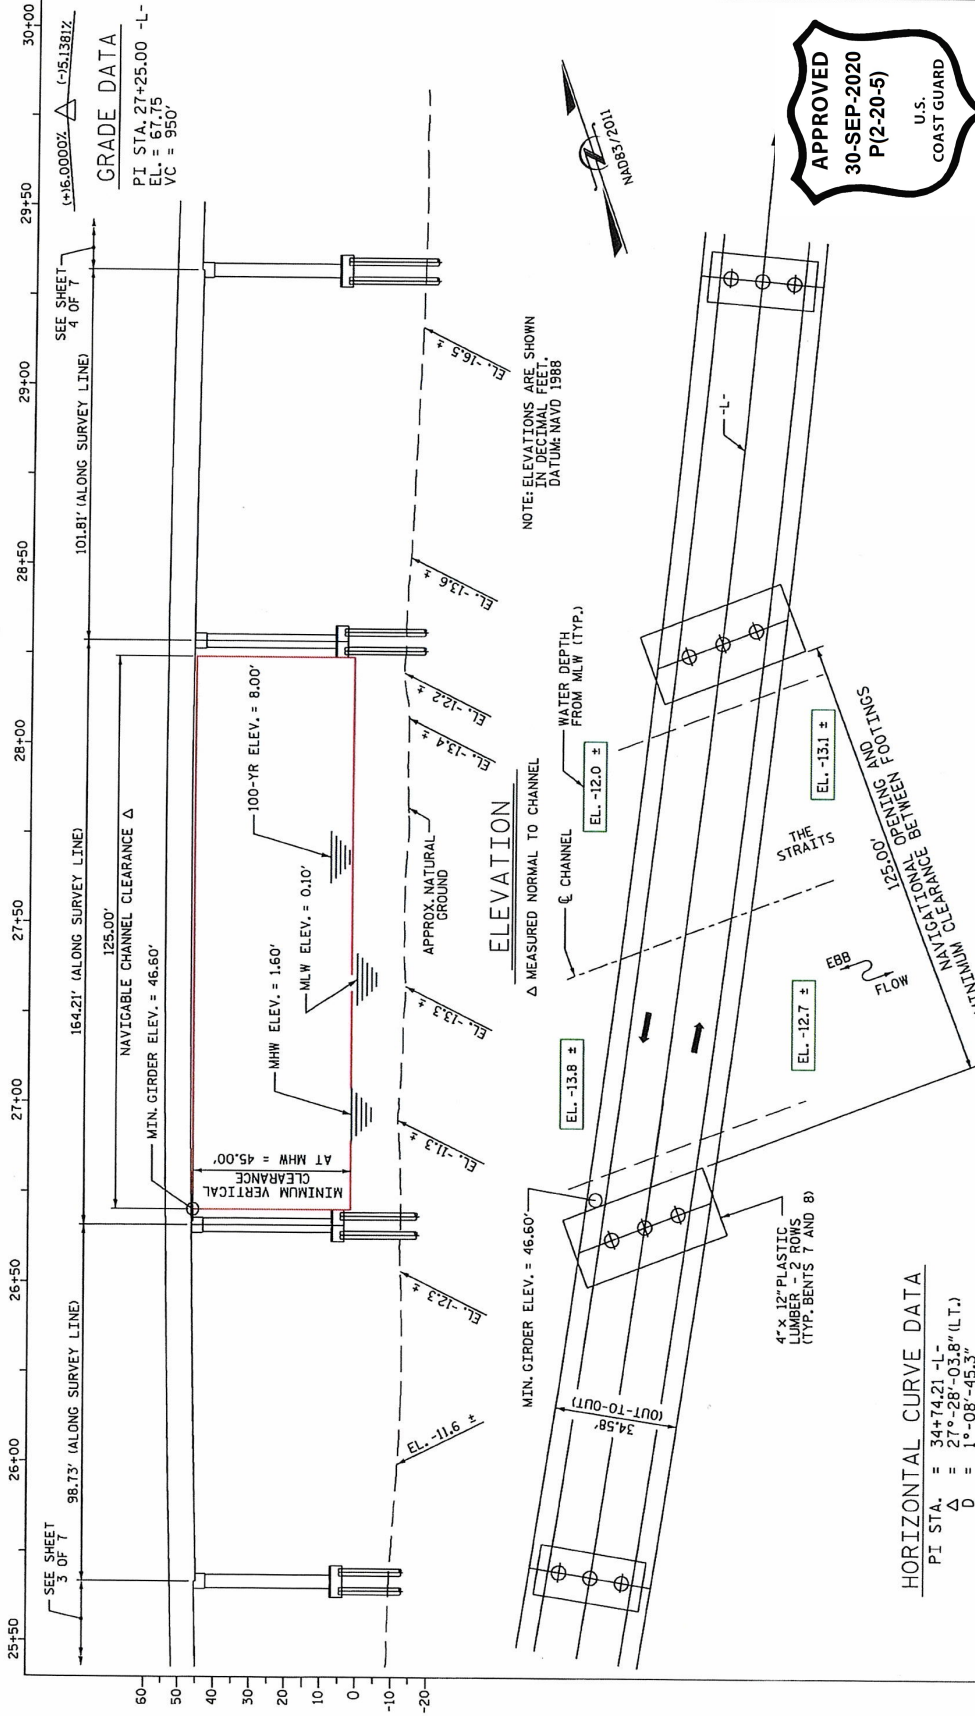 25+50
26+00
26+50
27+00
27+50
28+00
28+50
29+00
29+50
30+00
SEE SHEET
3 OF 7
98.73' (ALONG SURVEY LINE)
164.21' (ALONG SURVEY LINE)
101.81' (ALONG SURVEY LINE)
SEE SHEET
4 OF 7
(+)6.0000%
(-)5.1381%
GRADE DATA
PI STA. 27+25.00 -L-
EL. = 67.75
VC = 950'
125.00'
NAVIGABLE CHANNEL CLEARANCE Δ
MIN. GIRDER ELEV. = 46.60'
60
50
40
30
20
10
0
-10
-20
MINIMUM VERTICAL
CLEARANCE
AT MHW = 45.00'
MHW ELEV. = 1.60'
MLW ELEV. = 0.10'
100-YR ELEV. = 8.00'
EL. -11.6 ±
EL. -12.3 ±
EL. -11.3 ±
EL. -13.3 ±
APPROX. NATURAL
GROUND
EL. -13.4 ±
EL. -12.2 ±
EL. -13.6 ±
EL. -16.5 ±
ELEVATION
Δ MEASURED NORMAL TO CHANNEL
NOTE: ELEVATIONS ARE SHOWN
IN DECIMAL FEET.
DATUM: NAVD 1988
NAD83/2011
MIN. GIRDER ELEV. = 46.60'
EL. -13.8 ±
℄ CHANNEL
EL. -12.0 ±
WATER DEPTH
FROM MLW (TYP.)
-L-
34.58'
(OUT-TO-OUT)
4" x 12" PLASTIC
LUMBER - 2 ROWS
(TYP. BENTS 7 AND 8)
EL. -12.7 ±
EBB
FLOW
THE
STRAITS
EL. -13.1 ±
125.00'
NAVIGATIONAL OPENING AND
MINIMUM CLEARANCE BETWEEN FOOTINGS
HORIZONTAL CURVE DATA
PI STA. = 34+74.21 -L-
Δ = 27°-28'-03.8" (LT.)
D = 1°-08'-45.3"
APPROVED
30-SEP-2020
P(2-20-5)
U.S.
COAST GUARD